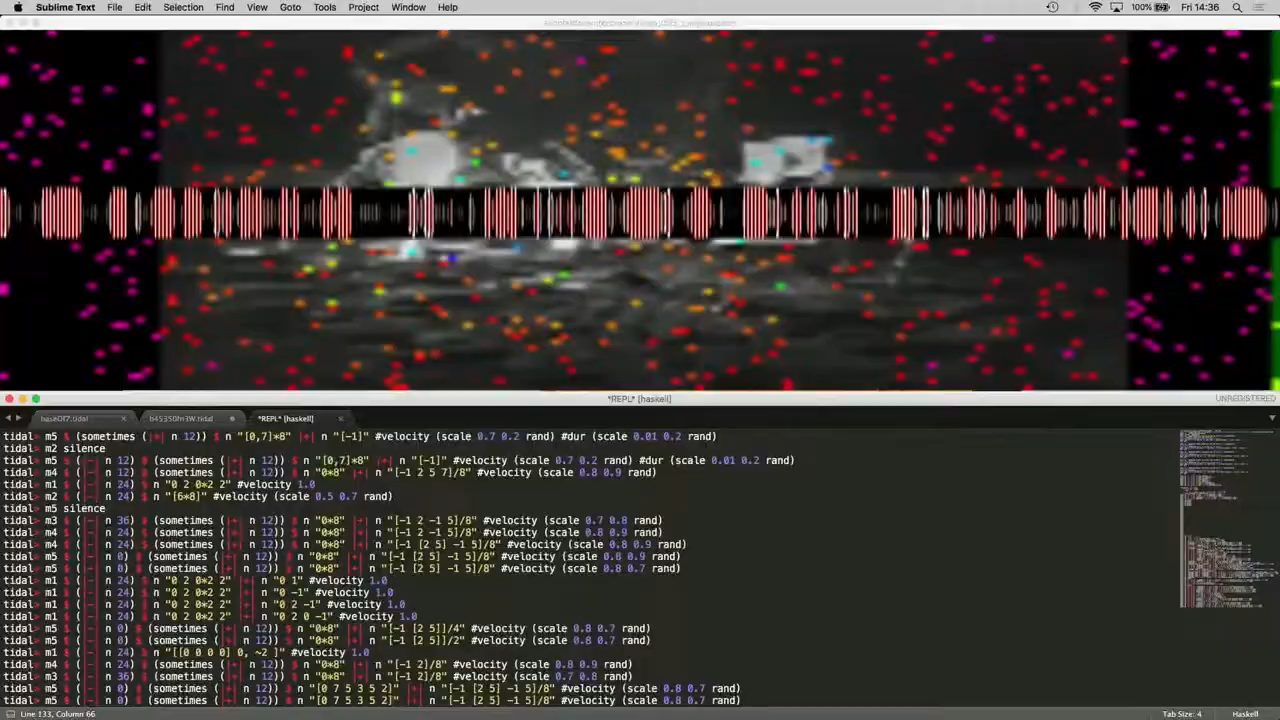 Sublime Text File Edit Selection Find View Goto Tools Project Window Help 100% Fri 14:36
*REPL* [haskell] UNREGISTERED
*REPL* [haskell]
tidal> m5 $ (sometimes (|+| n 12)) $ n "[0,7]*8" |+| n "[-1]" #velocity (scale 0.7 0.2 rand) #dur (scale 0.01 0.2 rand)
tidal> m2 silence
tidal> m5 $ (|-| n 12) $ (sometimes (|+| n 12)) $ n "[0,7]*8" |+| n "[-1]" #velocity (scale 0.7 0.2 rand) #dur (scale 0.01 0.2 rand)
tidal> m4 $ (|-| n 12) $ (sometimes (|+| n 12)) $ n "0*8" |+| n "[-1 2 5 7]/8" #velocity (scale 0.8 0.9 rand)
tidal> m1 $ (|-| n 24) $ n "0 2 0*2 2" #velocity 1.0
tidal> m2 $ (|-| n 24) $ n "[6*8]" #velocity (scale 0.5 0.7 rand)
tidal> m5 silence
tidal> m3 $ (|-| n 36) $ (sometimes (|+| n 12)) $ n "0*8" |+| n "[-1 2 -1 5]/8" #velocity (scale 0.7 0.8 rand)
tidal> m4 $ (|-| n 24) $ (sometimes (|+| n 12)) $ n "0*8" |+| n "[-1 2 -1 5]/8" #velocity (scale 0.8 0.9 rand)
tidal> m4 $ (|-| n 24) $ (sometimes (|+| n 12)) $ n "0*8" |+| n "[-1 [2 5] -1 5]/8" #velocity (scale 0.8 0.9 rand)
tidal> m5 $ (|-| n 0) $ (sometimes (|+| n 12)) $ n "0*8" |+| n "[-1 [2 5] -1 5]/8" #velocity (scale 0.8 0.9 rand)
tidal> m5 $ (|-| n 0) $ (sometimes (|+| n 12)) $ n "0*8" |+| n "[-1 [2 5] -1 5]/8" #velocity (scale 0.8 0.7 rand)
tidal> m1 $ (|-| n 24) $ n "0 2 0*2 2" |+| n "0 1" #velocity 1.0
tidal> m1 $ (|-| n 24) $ n "0 2 0*2 2" |+| n "0 -1" #velocity 1.0
tidal> m1 $ (|-| n 24) $ n "0 2 0*2 2" |+| n "0 2 -1" #velocity 1.0
tidal> m1 $ (|-| n 24) $ n "0 2 0*2 2" |+| n "0 2 0 -1" #velocity 1.0
tidal> m5 $ (|-| n 0) $ (sometimes (|+| n 12)) $ n "0*8" |+| n "[-1 [2 5]]/4" #velocity (scale 0.8 0.7 rand)
tidal> m5 $ (|-| n 0) $ (sometimes (|+| n 12)) $ n "0*8" |+| n "[-1 [2 5]]/2" #velocity (scale 0.8 0.7 rand)
tidal> m1 $ (|-| n 24) $ n "[[0 0 0 0] 0, ~2 ]" #velocity 1.0
tidal> m4 $ (|-| n 24) $ (sometimes (|+| n 12)) $ n "0*8" |+| n "[-1 2]/8" #velocity (scale 0.8 0.9 rand)
tidal> m3 $ (|-| n 36) $ (sometimes (|+| n 12)) $ n "0*8" |+| n "[-1 2]/8" #velocity (scale 0.7 0.8 rand)
tidal> m5 $ (|-| n 0) $ (sometimes (|+| n 12)) $ n "[0 7 5 3 5 2]" |+| n "[-1 [2 5] -1 5]/8" #velocity (scale 0.8 0.7 rand)
tidal> m5 $ (|-| n 0) $ (sometimes (|+| n 12)) $ n "[0 7 5 3 5 2]" |+| n "[-1 [2 5] -1 5]/8" #velocity (scale 0.8 0.7 rand)
Line 133, Column 66 Tab Size: 4 Haskell